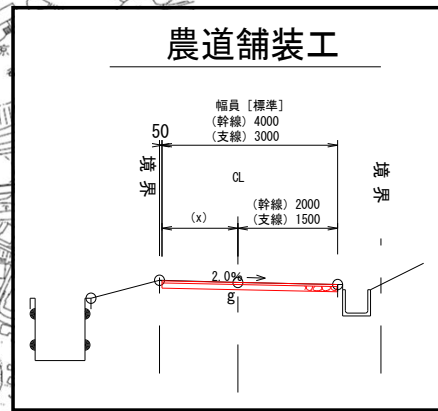 農道舗装工
幅員 [標準]
(幹線) 4000
(支線) 3000
50
境界
境界
CL
(幹線) 2000
(支線) 1500
(x)
2.0%
g